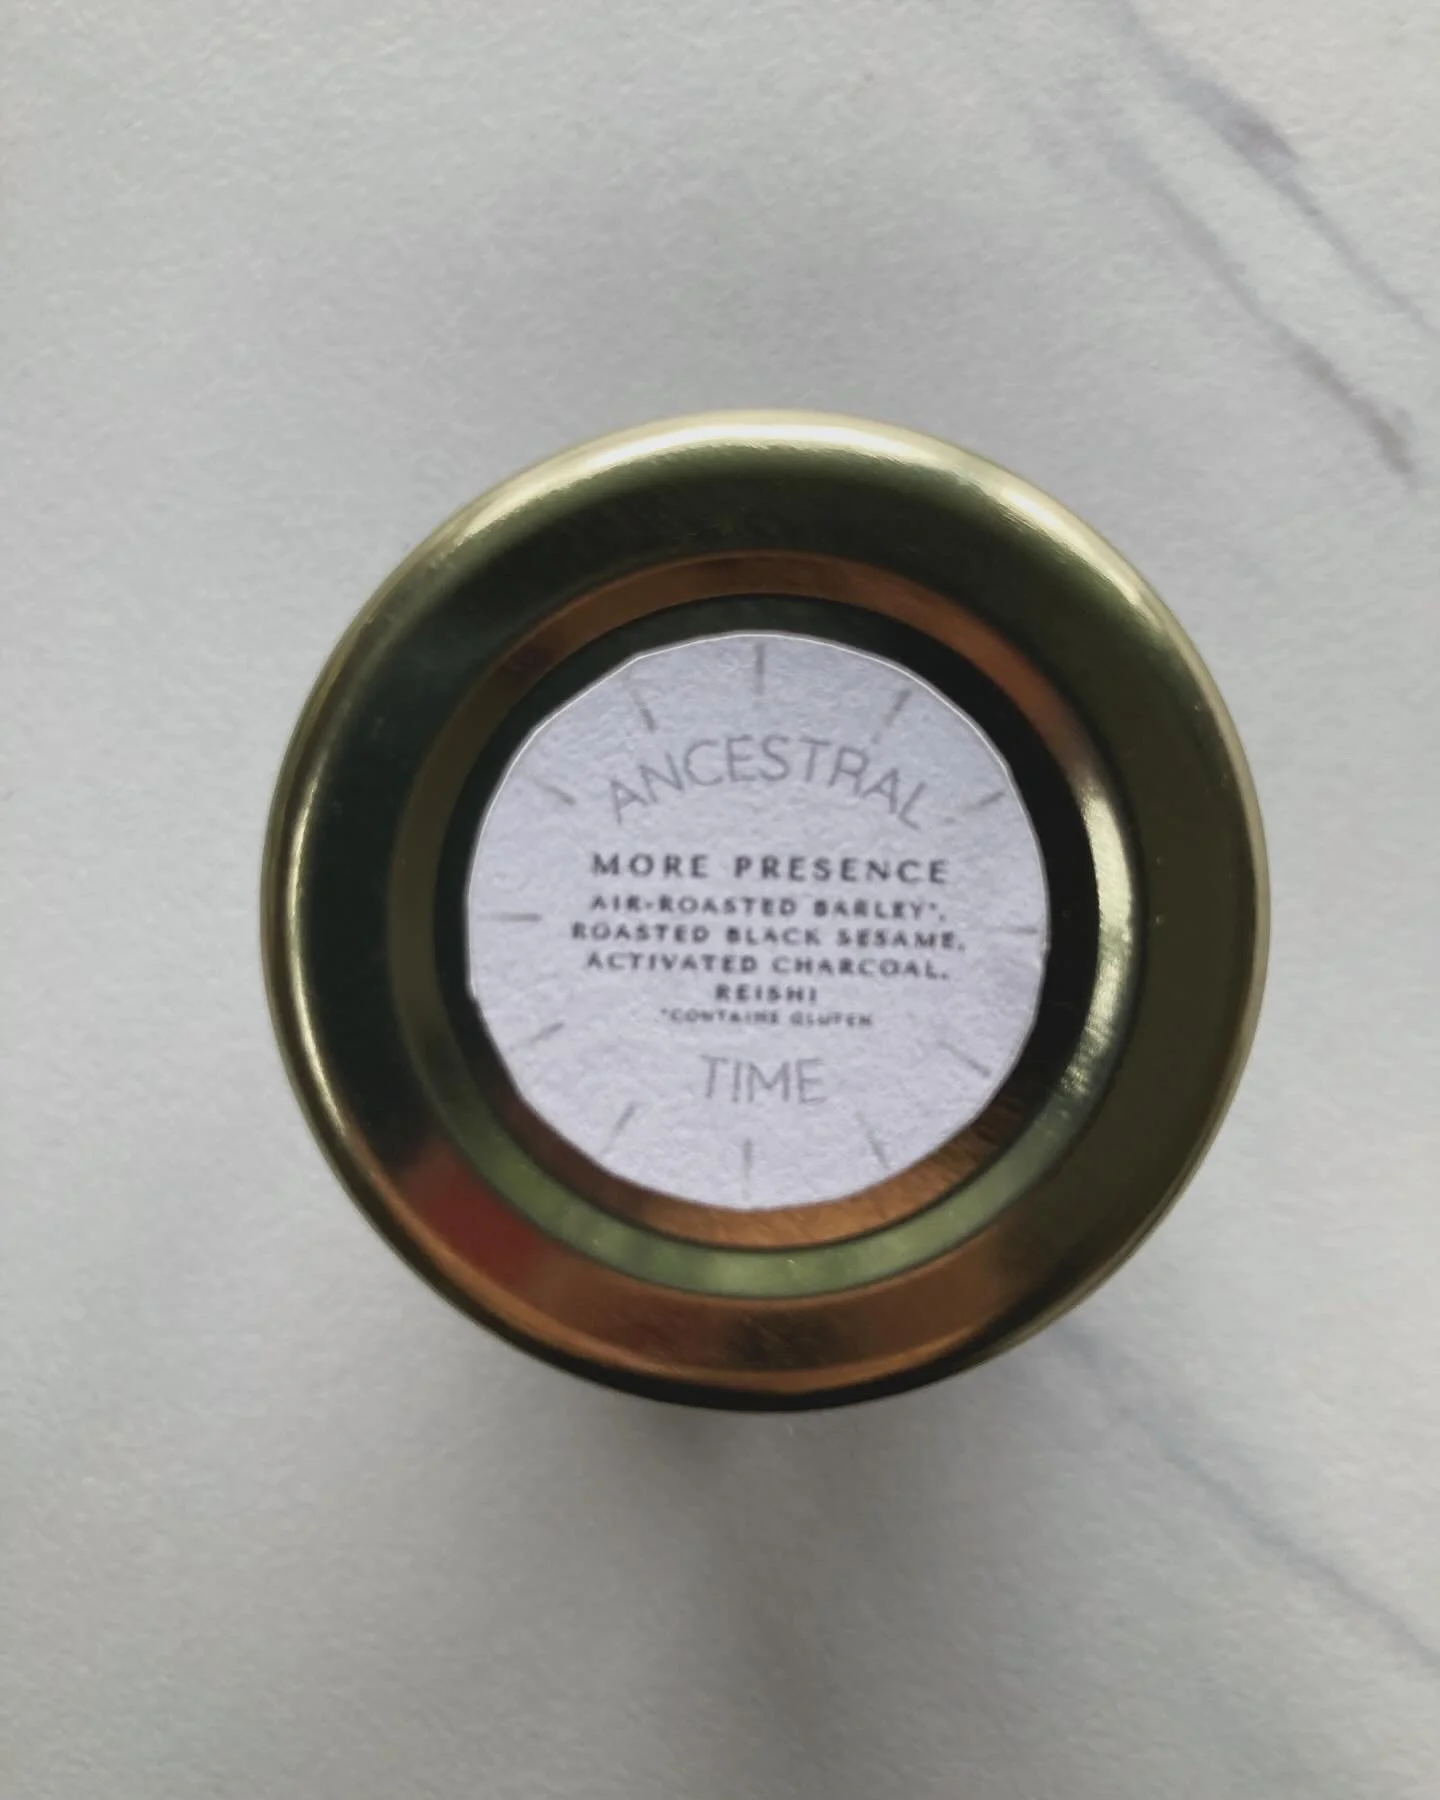 ANCESTRAL
MORE PRESENCE
AIR-ROASTED BARLEY*,
ROASTED BLACK SESAME,
ACTIVATED CHARCOAL,
REISHI
*CONTAINS GLUTEN
TIME